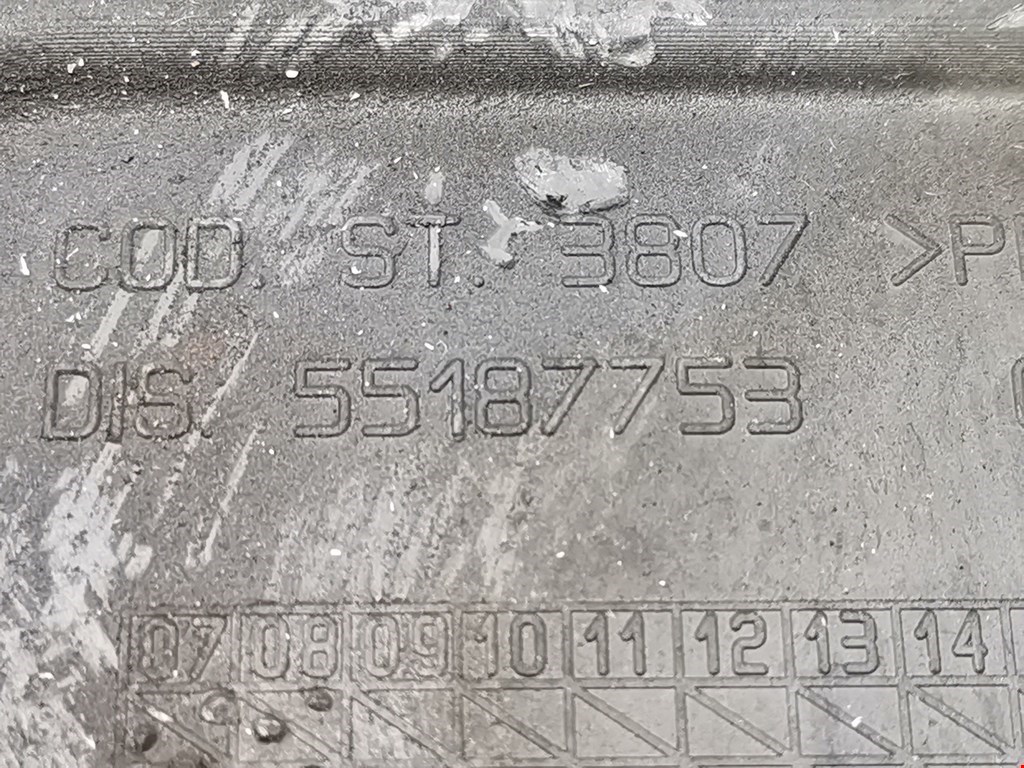 COD. ST. 3807 >P
DIS. 55187753
07 08 09 10 11 12 13 14